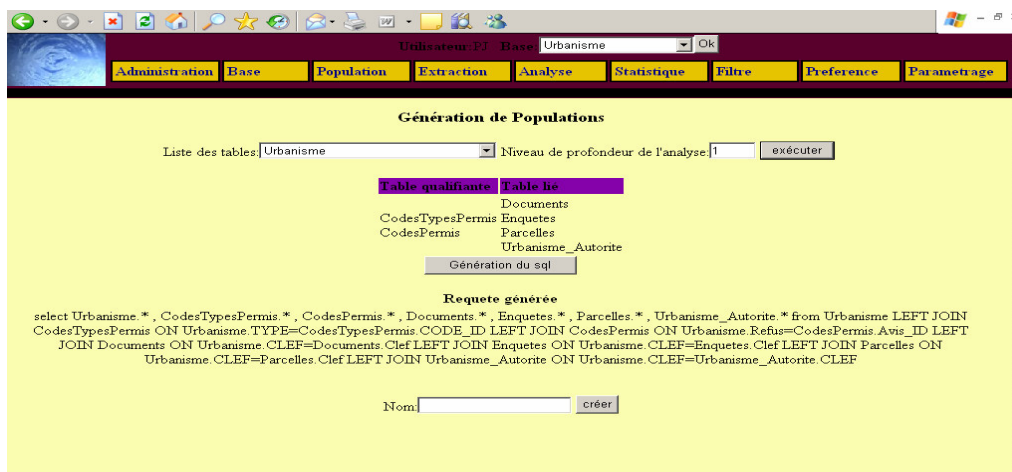 Utilisateur:PJ Base Urbanisme Ok
Administration Base Population Extraction Analyse Statistique Filtre Preference Parametrage
Génération de Populations
Liste des tables: Urbanisme Niveau de profondeur de l'analyse: 1 exécuter
Table qualifiante Table lié
Documents
CodesTypesPermis Enquetes
CodesPermis Parcelles
Urbanisme_Autorite
Génération du sql
Requete générée
select Urbanisme.* , CodesTypesPermis.* , CodesPermis.* , Documents.* , Enquetes.* , Parcelles.* , Urbanisme_Autorite.* from Urbanisme LEFT JOIN
CodesTypesPermis ON Urbanisme.TYPE=CodesTypesPermis.CODE_ID LEFT JOIN CodesPermis ON Urbanisme.Refus=CodesPermis.Avis_ID LEFT
JOIN Documents ON Urbanisme.CLEF=Documents.Clef LEFT JOIN Enquetes ON Urbanisme.CLEF=Enquetes.Clef LEFT JOIN Parcelles ON
Urbanisme.CLEF=Parcelles.Clef LEFT JOIN Urbanisme_Autorite ON Urbanisme.CLEF=Urbanisme_Autorite.CLEF
Nom: créer